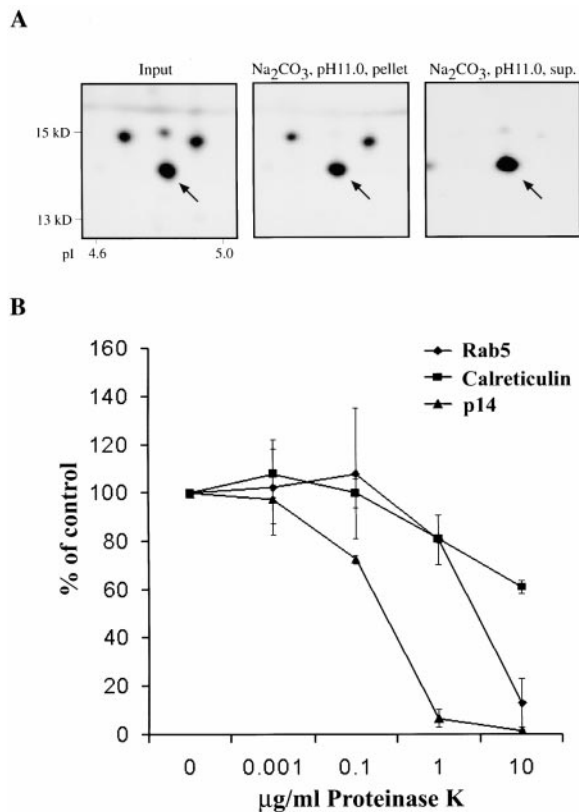 A
Input
Na2CO3, pH11.0, pellet
Na2CO3, pH11.0, sup.
15 kD
13 kD
pI 4.6 5.0
B
160
140
120
100
80
60
40
20
0
% of control
Rab5
Calreticulin
p14
0 0.001 0.1 1 10
µg/ml Proteinase K